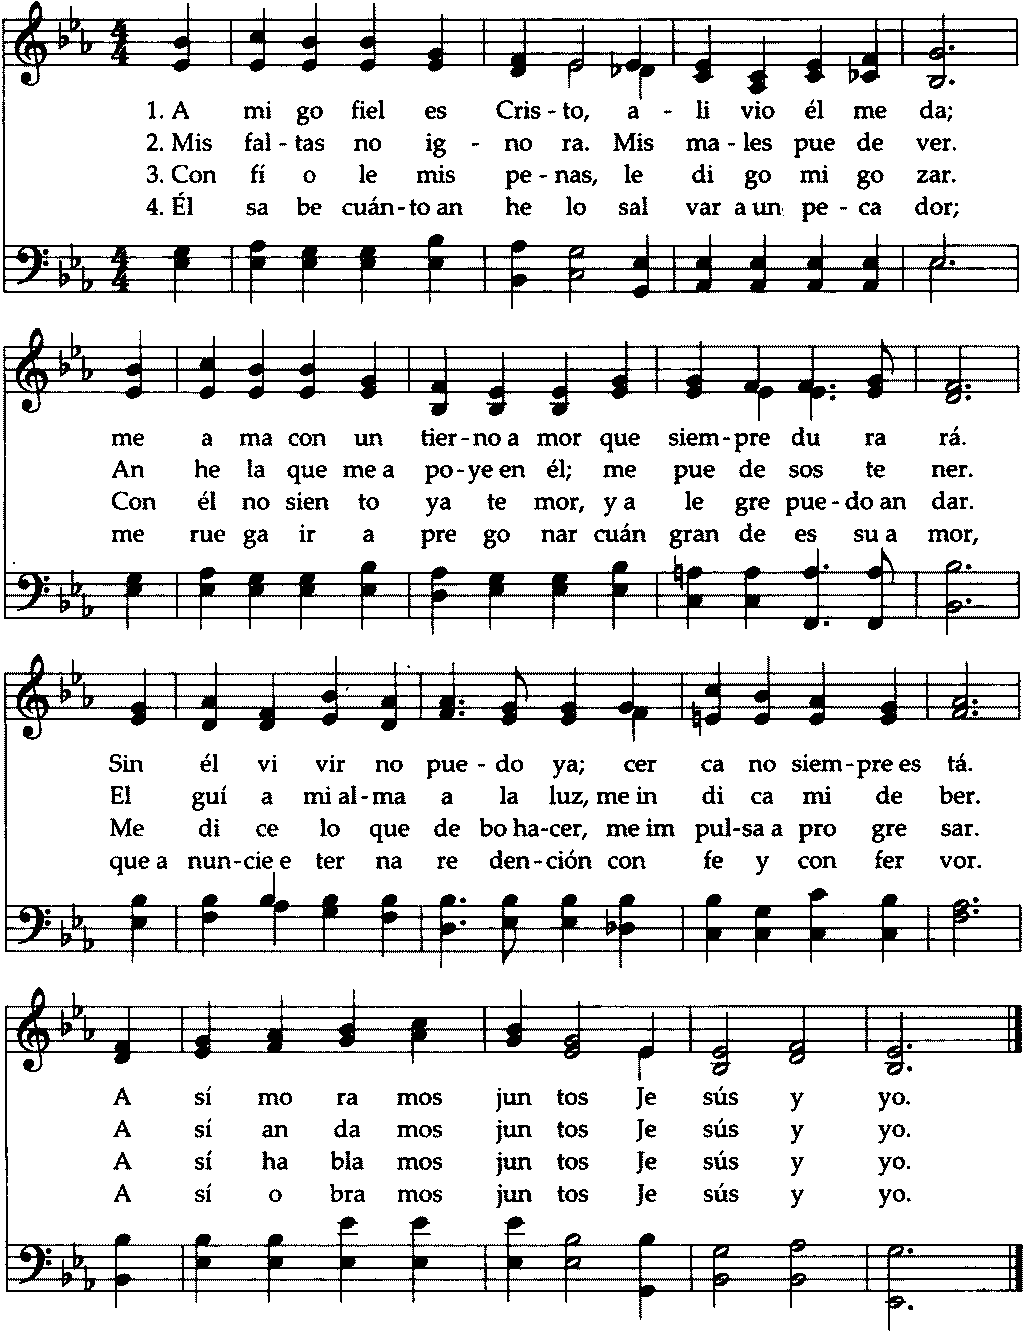 1. A mi go fiel es Cris - to, a - li vio él me da;
2. Mis fal - tas no ig - no ra. Mis ma - les pue de ver.
3. Con fí o le mis pe - nas, le di go mi go zar.
4. Él sa be cuán - to an he lo sal var a un pe - ca dor;
me a ma con un tier - no a mor que siem - pre du ra rá.
An he la que me a po - ye en él; me pue de sos te ner.
Con él no sien to ya te mor, y a le gre pue - do an dar.
me rue ga ir a pre go nar cuán gran de es su a mor,
Sin él vi vir no pue - do ya; cer ca no siem - pre es tá.
El guí a mi al - ma a la luz, me in di ca mi de ber.
Me di ce lo que de bo ha - cer, me im pul - sa a pro gre sar.
que a nun - cie e ter na re den - ción con fe y con fer vor.
A sí mo ra mos jun tos Je sús y yo.
A sí an da mos jun tos Je sús y yo.
A sí ha bla mos jun tos Je sús y yo.
A sí o bra mos jun tos Je sús y yo.